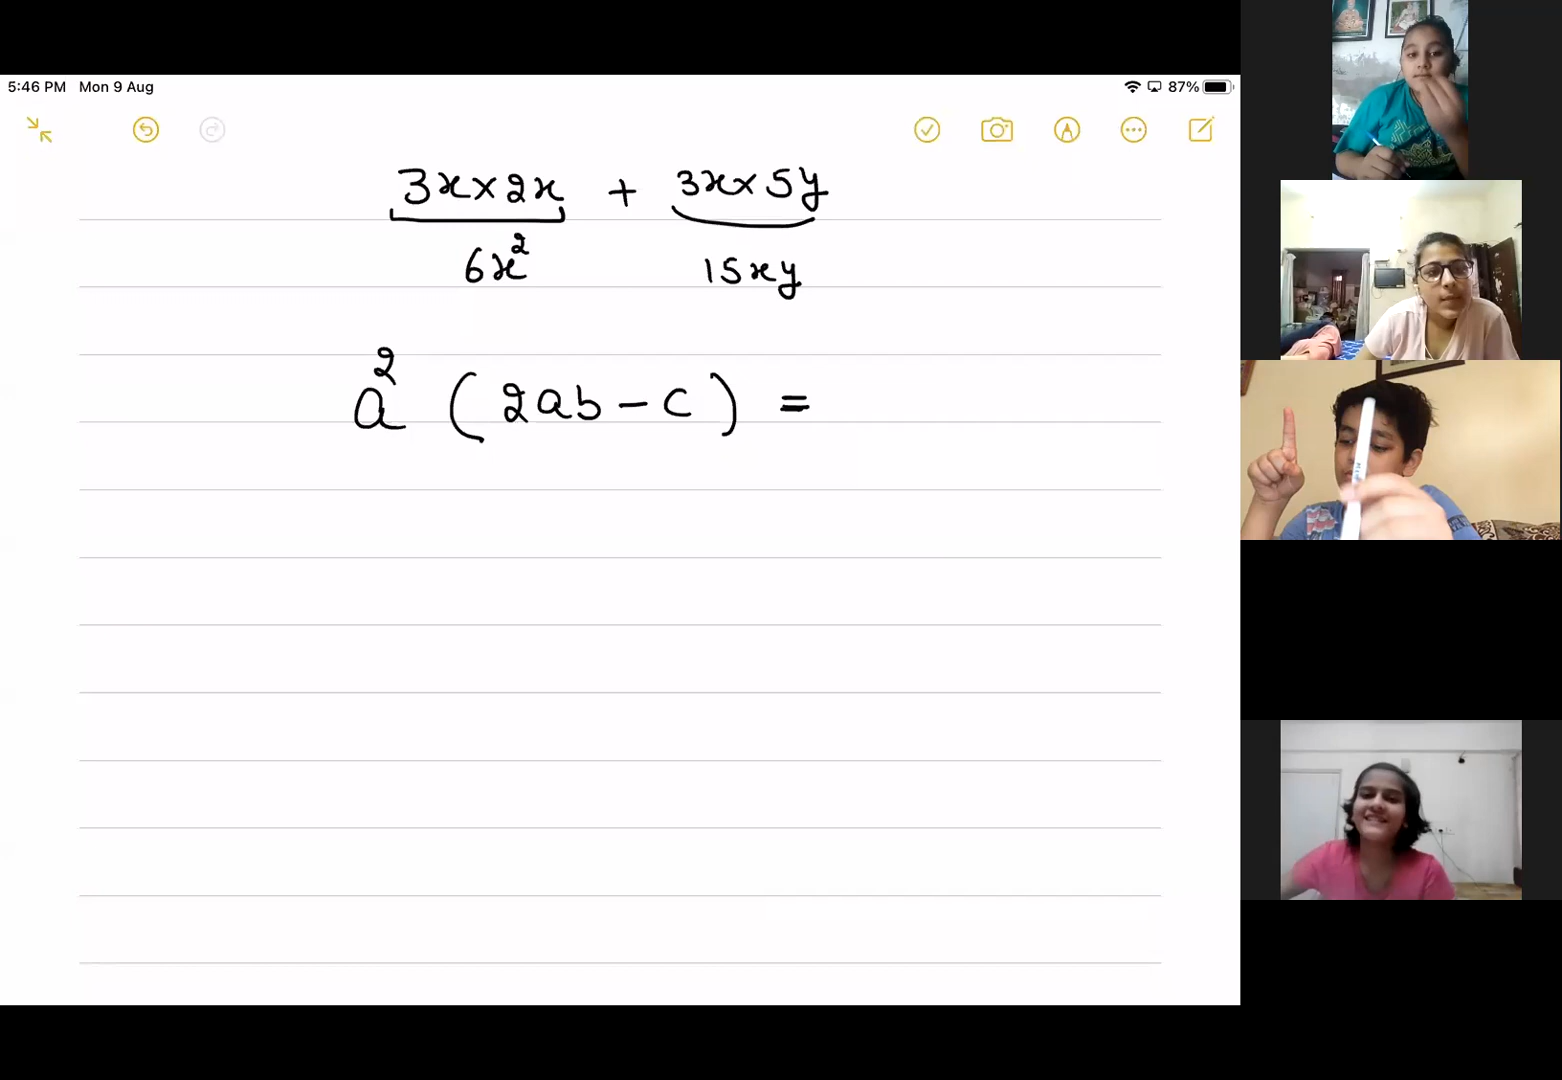 5:46 PM Mon 9 Aug 87%
3x×2x + 3x×5y
6x² 15xy
a² (2ab-c) =